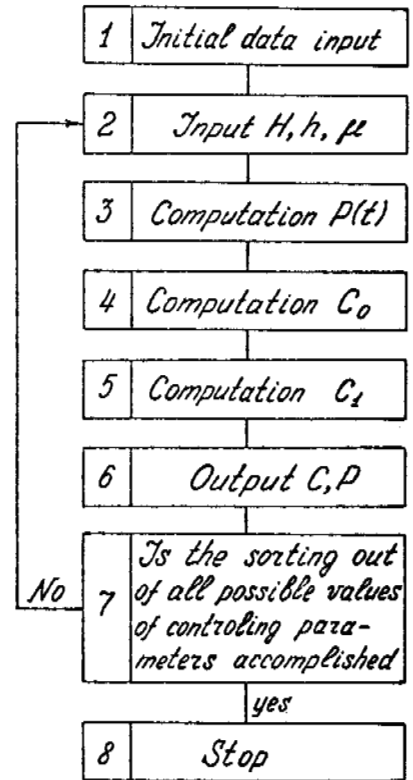 1 Initial data input
2 Input H, h, μ
3 Computation P(t)
4 Computation C₀
5 Computation C₁
6 Output C, P
7 Is the sorting out
of all possible values
of controling para-
meters accomplished
No
yes
8 Stop